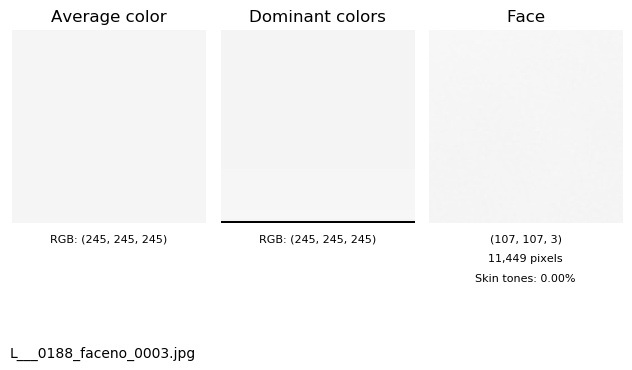 Average color
Dominant colors
Face
RGB: (245, 245, 245)
RGB: (245, 245, 245)
(107, 107, 3)
11,449 pixels
Skin tones: 0.00%
L___0188_faceno_0003.jpg